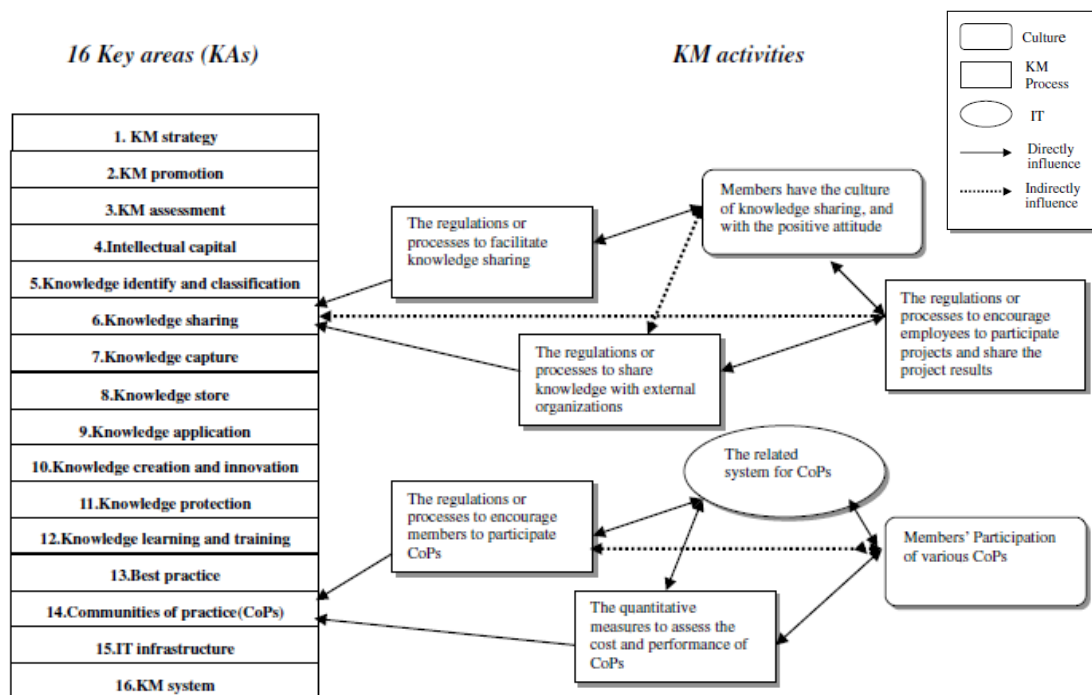 16 Key areas (KAs)
KM activities
Culture
KM
Process
IT
Directly
influence
Indirectly
influence
1. KM strategy
2.KM promotion
3.KM assessment
4.Intellectual capital
5.Knowledge identify and classification
6.Knowledge sharing
7.Knowledge capture
8.Knowledge store
9.Knowledge application
10.Knowledge creation and innovation
11.Knowledge protection
12.Knowledge learning and training
13.Best practice
14.Communities of practice(CoPs)
15.IT infrastructure
16.KM system
The regulations or
processes to facilitate
knowledge sharing
Members have the culture
of knowledge sharing, and
with the positive attitude
The regulations or
processes to encourage
employees to participate
projects and share the
project results
The regulations or
processes to share
knowledge with external
organizations
The related
system for CoPs
The regulations or
processes to encourage
members to participate
CoPs
Members’ Participation
of various CoPs
The quantitative
measures to assess the
cost and performance of
CoPs